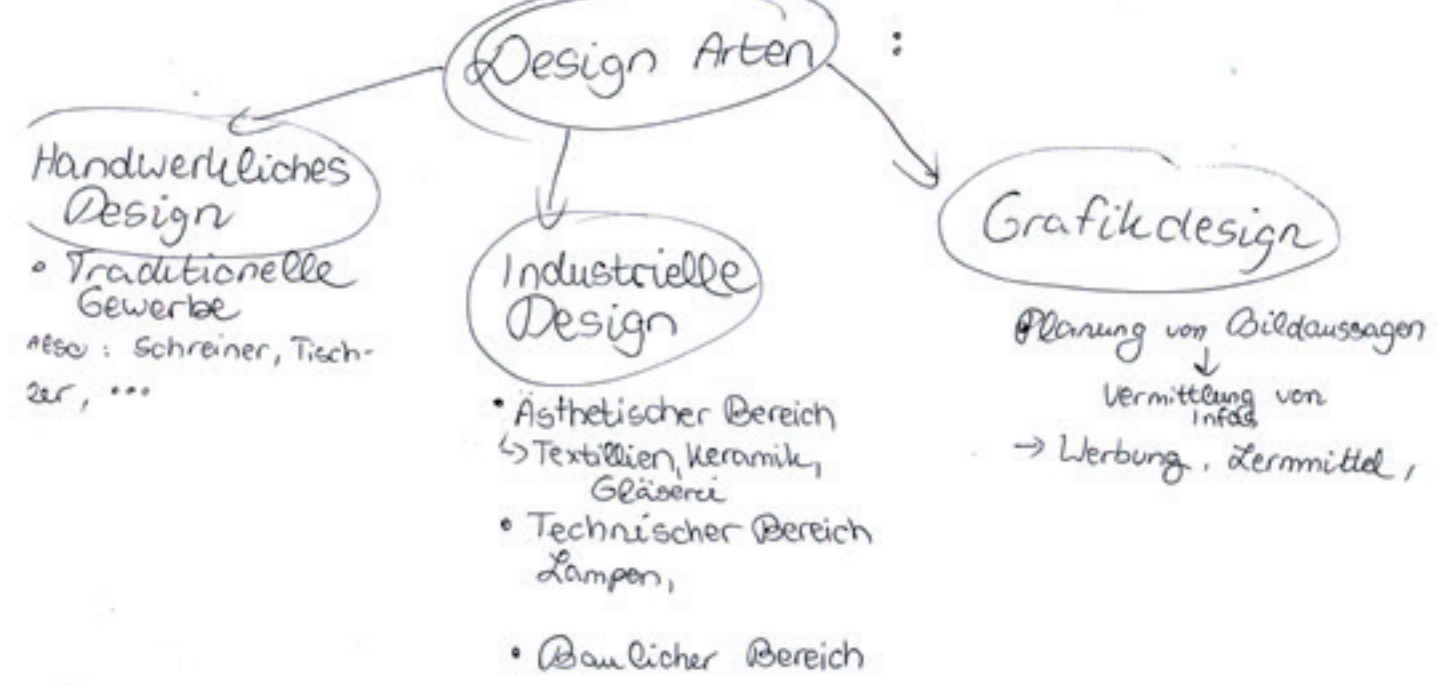 Design Arten :
Handwerkliches
Design
• Traditionelle
Gewerbe
: Schreiner, Tisch-
ler, ...
Industrielle
Design
• Ästhetischer Bereich
↳ Textillien, Keramik,
Gläserei
• Technischer Bereich
Lampen,
• Baulicher Bereich
Grafikdesign
Planung von Bildaussagen
↓
Vermittlung von
Infos
→ Werbung, Lernmittel,